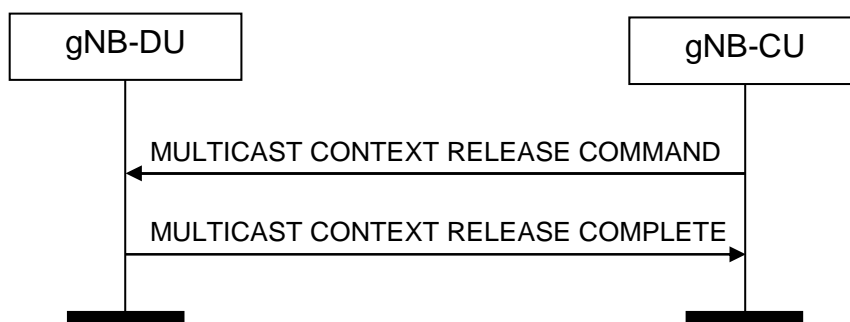 gNB-DU
gNB-CU
MULTICAST CONTEXT RELEASE COMMAND
MULTICAST CONTEXT RELEASE COMPLETE